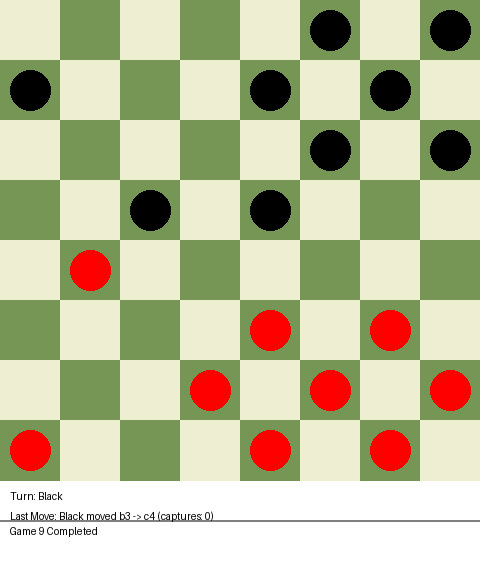 Turn: Black
Last Move: Black moved b3 -> c4 (captures: 0)
Game 9 Completed